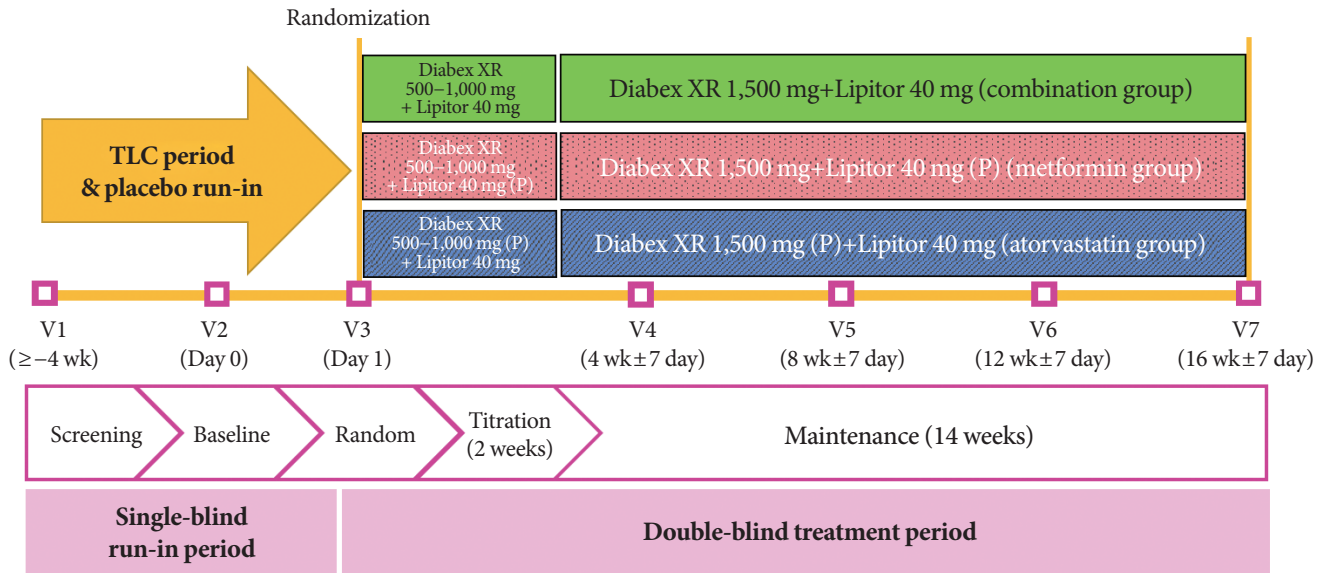 Randomization
TLC period
& placebo run-in
Diabex XR
500–1,000 mg
+ Lipitor 40 mg
Diabex XR 1,500 mg+Lipitor 40 mg (combination group)
Diabex XR
500–1,000 mg
+ Lipitor 40 mg (P)
Diabex XR 1,500 mg+Lipitor 40 mg (P) (metformin group)
Diabex XR
500–1,000 mg (P)
+ Lipitor 40 mg
Diabex XR 1,500 mg (P)+Lipitor 40 mg (atorvastatin group)
V1
(≥−4 wk)
V2
(Day 0)
V3
(Day 1)
V4
(4 wk±7 day)
V5
(8 wk±7 day)
V6
(12 wk±7 day)
V7
(16 wk±7 day)
Screening
Baseline
Random
Titration
(2 weeks)
Maintenance (14 weeks)
Single-blind
run-in period
Double-blind treatment period